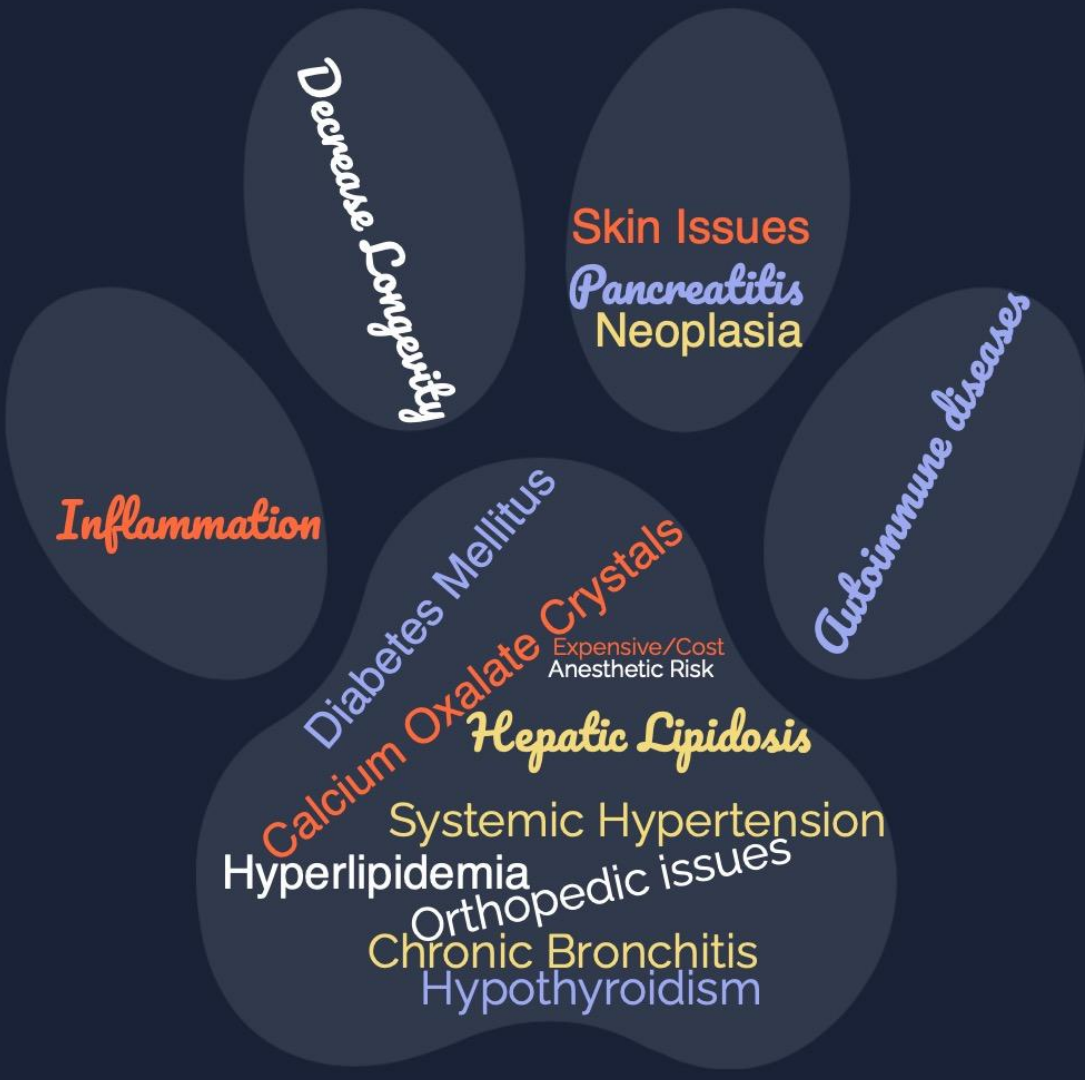 Decrease Longevity
Skin Issues
Pancreatitis
Neoplasia
Autoimmune diseases
Inflammation
Diabetes Mellitus
Calcium Oxalate Crystals
Expensive/Cost
Anesthetic Risk
Hepatic Lipidosis
Systemic Hypertension
Hyperlipidemia
Orthopedic issues
Chronic Bronchitis
Hypothyroidism